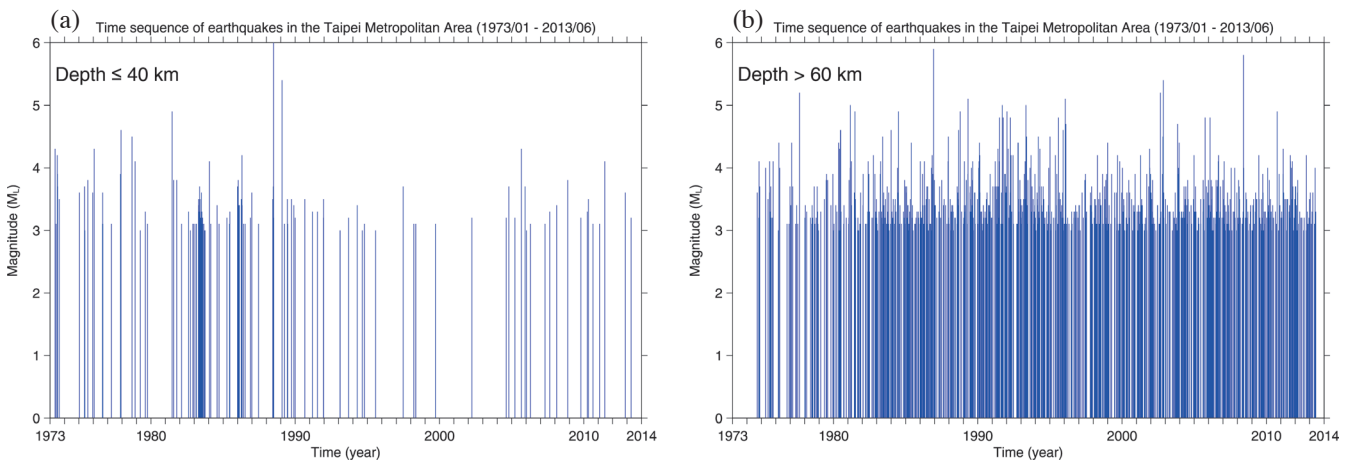 (a)
Time sequence of earthquakes in the Taipei Metropolitan Area (1973/01 - 2013/06)
Depth ≤ 40 km
Magnitude (ML)
6
5
4
3
2
1
0
1973 1980 1990 2000 2010 2014
Time (year)
(b)
Time sequence of earthquakes in the Taipei Metropolitan Area (1973/01 - 2013/06)
Depth > 60 km
Magnitude (ML)
6
5
4
3
2
1
0
1973 1980 1990 2000 2010 2014
Time (year)